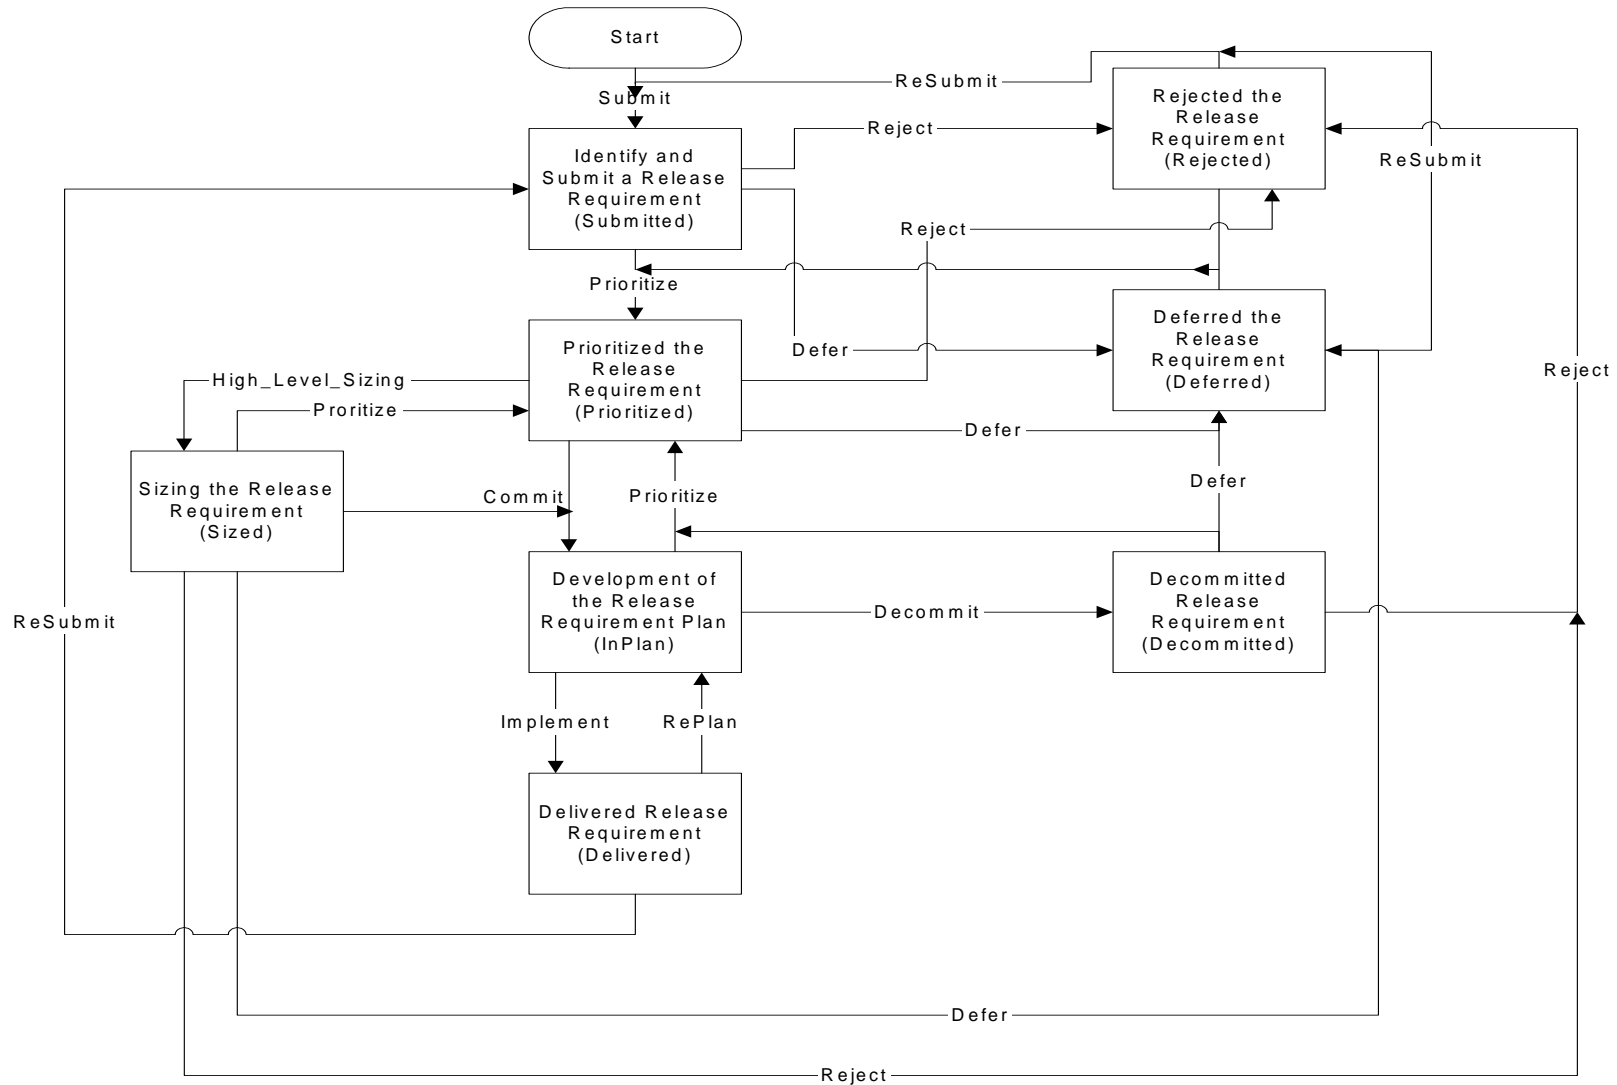 Start
ReSubmit
Submit
Rejected the
Release
Requirement
(Rejected)
Reject
Identify and
Submit a Release
Requirement
(Submitted)
ReSubmit
Reject
Prioritize
Deferred the
Release
Requirement
(Deferred)
Prioritized the
Release
Requirement
(Prioritized)
Defer
Reject
High_Level_Sizing
Proritize
Defer
Defer
Sizing the Release
Requirement
(Sized)
Commit
Prioritize
Development of
the Release
Requirement Plan
(InPlan)
Decommit
Decommitted
Release
Requirement
(Decommitted)
ReSubmit
Implement
RePlan
Delivered Release
Requirement
(Delivered)
Defer
Reject